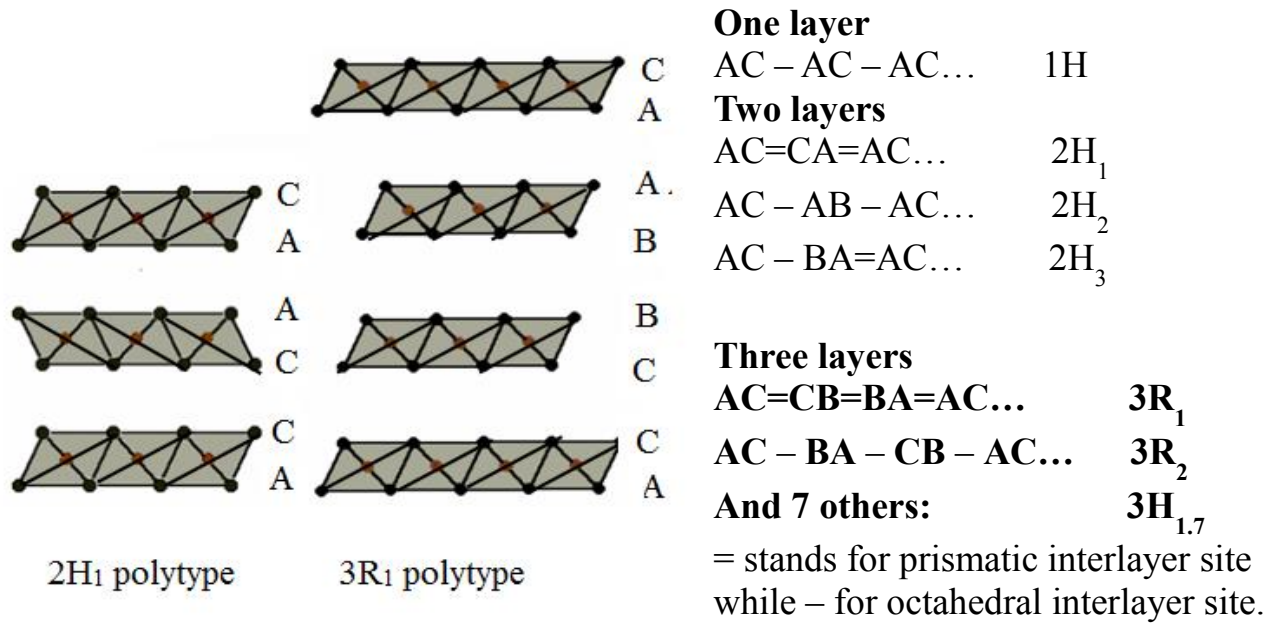 C
A
A .
B
B
C
C
A
C
A
A
C
C
A
2H₁ polytype
3R₁ polytype
One layer
AC – AC – AC… 1H
Two layers
AC=CA=AC… 2H₁
AC – AB – AC… 2H₂
AC – BA=AC… 2H₃
Three layers
AC=CB=BA=AC… 3R₁
AC – BA – CB – AC… 3R₂
And 7 others: 3H₁.₇
= stands for prismatic interlayer site
while – for octahedral interlayer site.